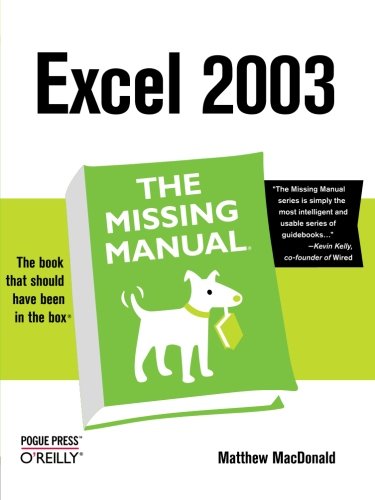 Excel 2003
THE
MISSING
MANUAL®
"The Missing Manual
series is simply the
most intelligent and
usable series of
guidebooks..."
—Kevin Kelly,
co-founder of Wired
The book
that should
have been
in the box®
POGUE PRESS™
O'REILLY®
Matthew MacDonald